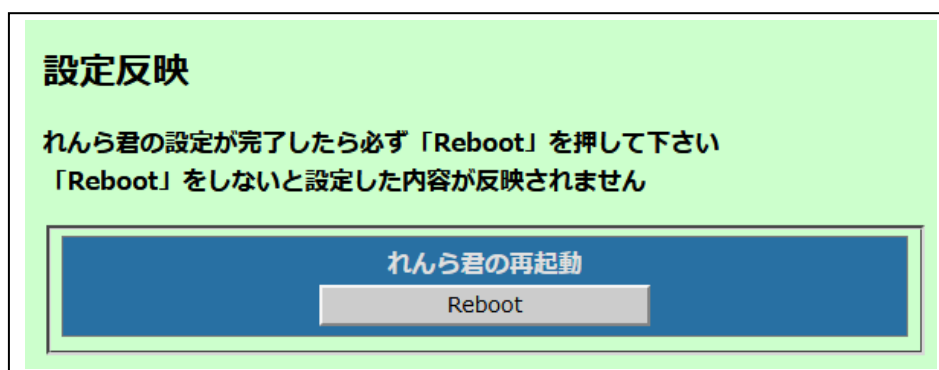 設定反映
れんら君の設定が完了したら必ず「Reboot」を押して下さい
「Reboot」をしないと設定した内容が反映されません
れんら君の再起動
Reboot